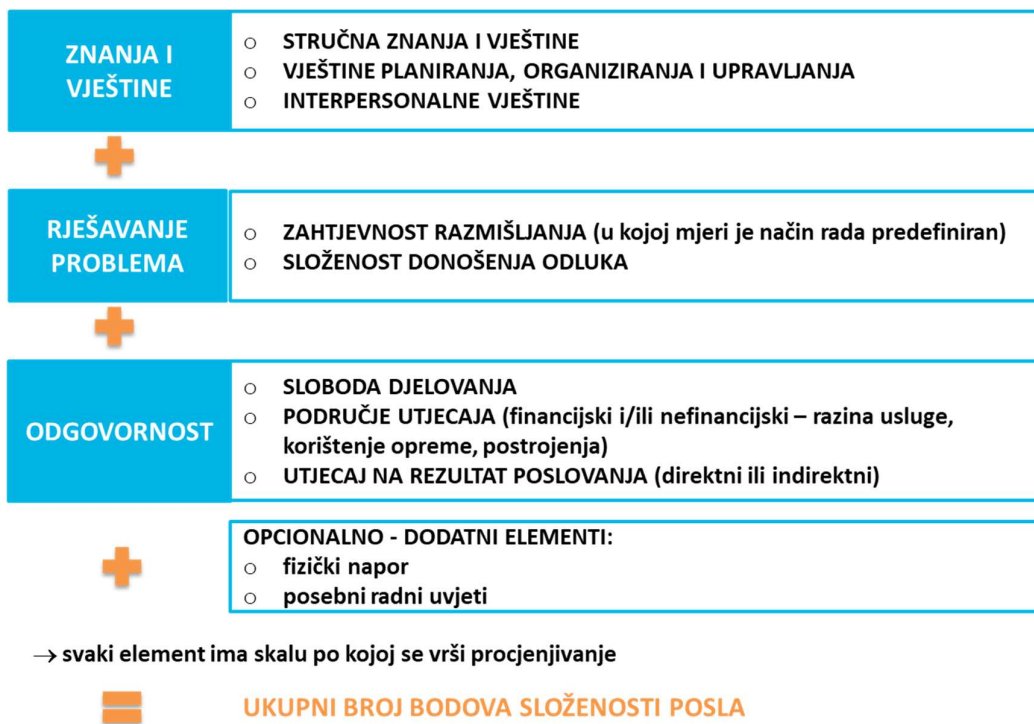 ZNANJA I
VJEŠTINE
o STRUČNA ZNANJA I VJEŠTINE
o VJEŠTINE PLANIRANJA, ORGANIZIRANJA I UPRAVLJANJA
o INTERPERSONALNE VJEŠTINE
RJEŠAVANJE
PROBLEMA
o ZAHTJEVNOST RAZMIŠLJANJA (u kojoj mjeri je način rada predefiniran)
o SLOŽENOST DONOŠENJA ODLUKA
ODGOVORNOST
o SLOBODA DJELOVANJA
o PODRUČJE UTJECAJA (financijski i/ili nefinancijski – razina usluge,
korištenje opreme, postrojenja)
o UTJECAJ NA REZULTAT POSLOVANJA (direktni ili indirektni)
OPCIONALNO - DODATNI ELEMENTI:
o fizički napor
o posebni radni uvjeti
→ svaki element ima skalu po kojoj se vrši procjenjivanje
UKUPNI BROJ BODOVA SLOŽENOSTI POSLA